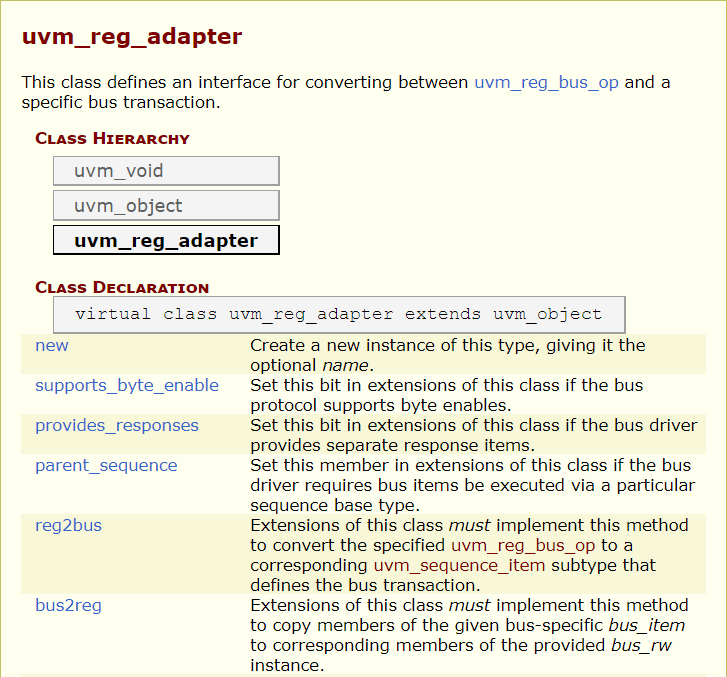 uvm_reg_adapter
This class defines an interface for converting between uvm_reg_bus_op and a
specific bus transaction.
CLASS HIERARCHY
uvm_void
uvm_object
uvm_reg_adapter
CLASS DECLARATION
virtual class uvm_reg_adapter extends uvm_object
new Create a new instance of this type, giving it the
optional name.
supports_byte_enable Set this bit in extensions of this class if the bus
protocol supports byte enables.
provides_responses Set this bit in extensions of this class if the bus driver
provides separate response items.
parent_sequence Set this member in extensions of this class if the bus
driver requires bus items be executed via a particular
sequence base type.
reg2bus Extensions of this class must implement this method
to convert the specified uvm_reg_bus_op to a
corresponding uvm_sequence_item subtype that
defines the bus transaction.
bus2reg Extensions of this class must implement this method
to copy members of the given bus-specific bus_item
to corresponding members of the provided bus_rw
instance.